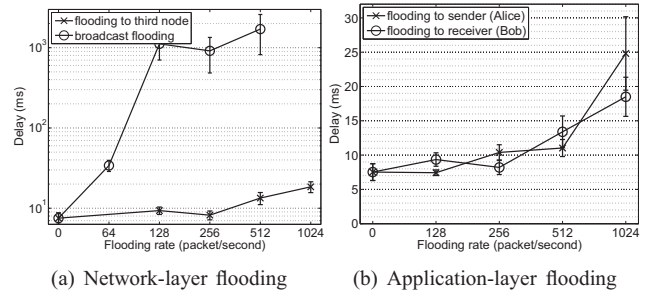 flooding to third node
broadcast flooding
Delay (ms)
10^3
10^2
10^1
0 64 128 256 512 1024
Flooding rate (packet/second)
(a) Network-layer flooding
flooding to sender (Alice)
flooding to receiver (Bob)
Delay (ms)
30
25
20
15
10
5
0
0 128 256 512 1024
Flooding rate (packet/second)
(b) Application-layer flooding